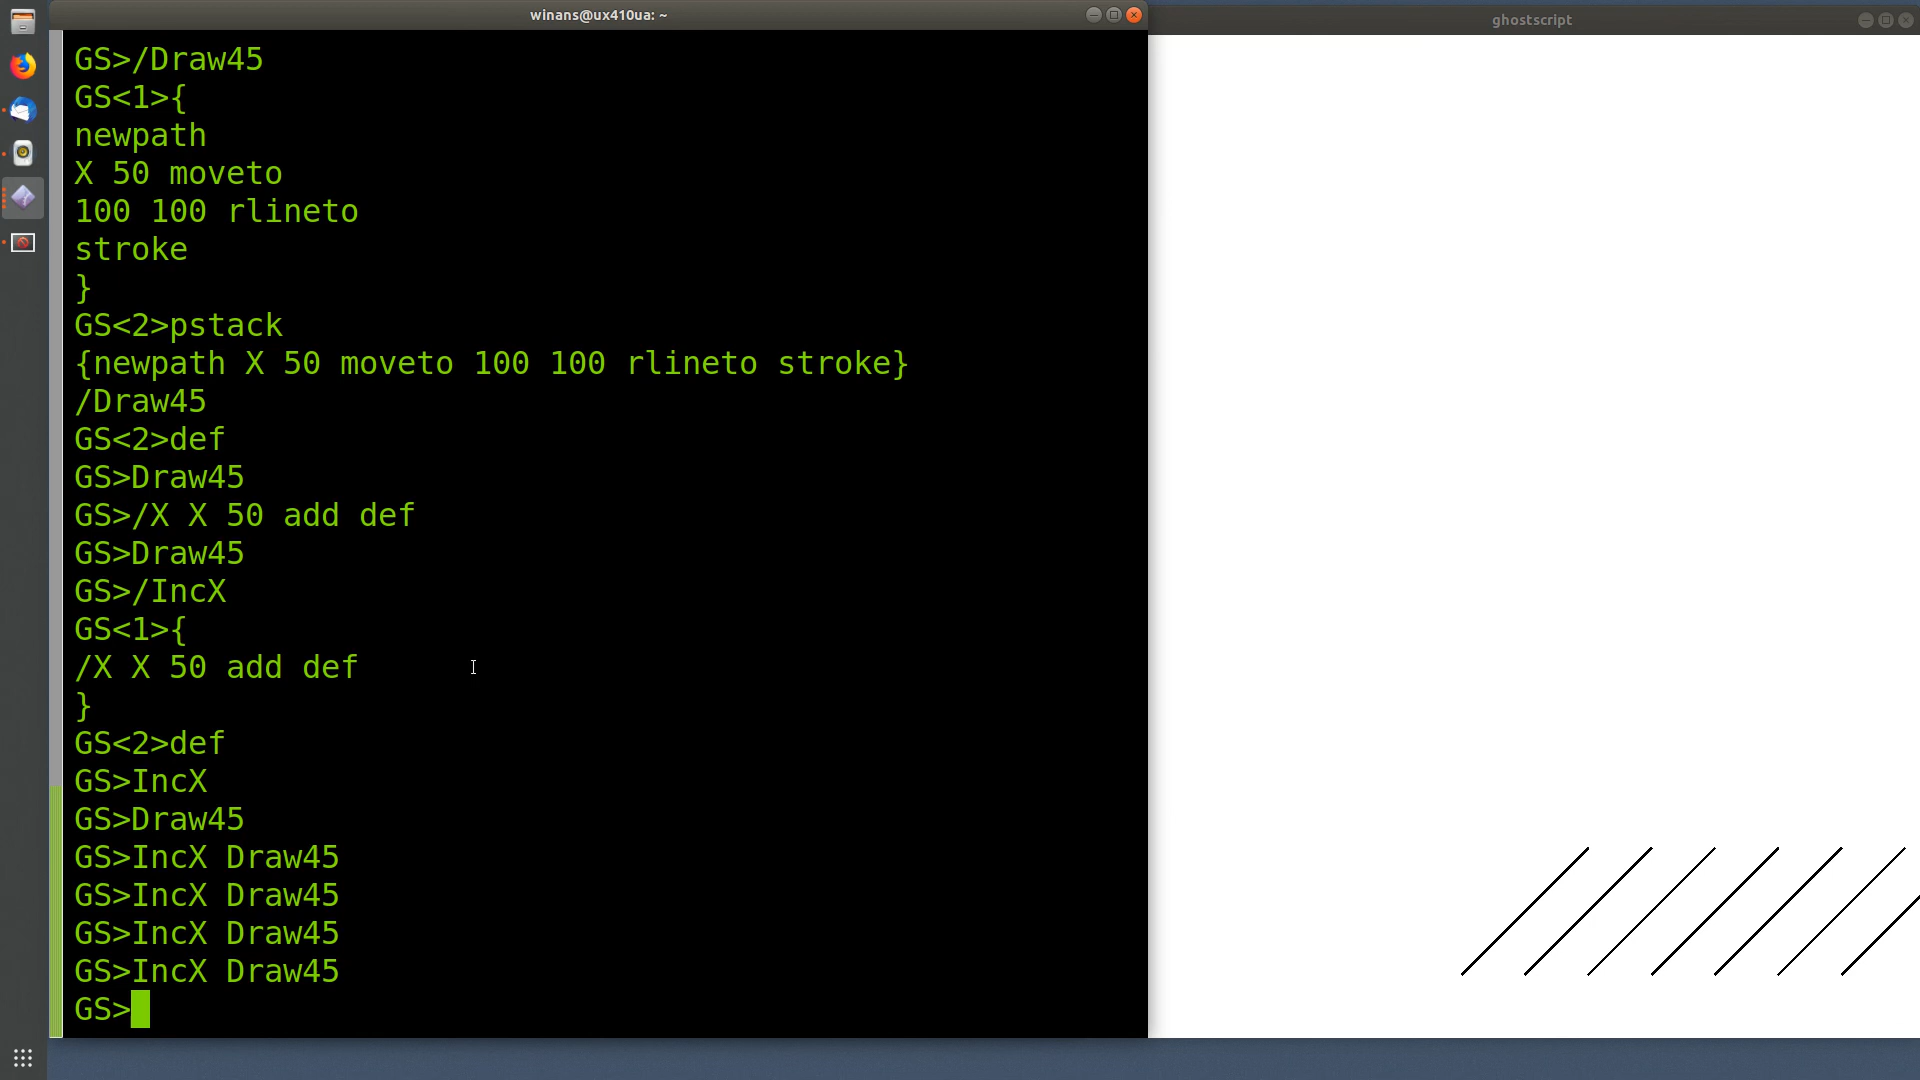 winans@ux410ua: ~
ghostscript
GS>/Draw45
GS<1>{
newpath
X 50 moveto
100 100 rlineto
stroke
}
GS<2>pstack
{newpath X 50 moveto 100 100 rlineto stroke}
/Draw45
GS<2>def
GS>Draw45
GS>/X X 50 add def
GS>Draw45
GS>/IncX
GS<1>{
/X X 50 add def
}
GS<2>def
GS>IncX
GS>Draw45
GS>IncX Draw45
GS>IncX Draw45
GS>IncX Draw45
GS>IncX Draw45
GS>